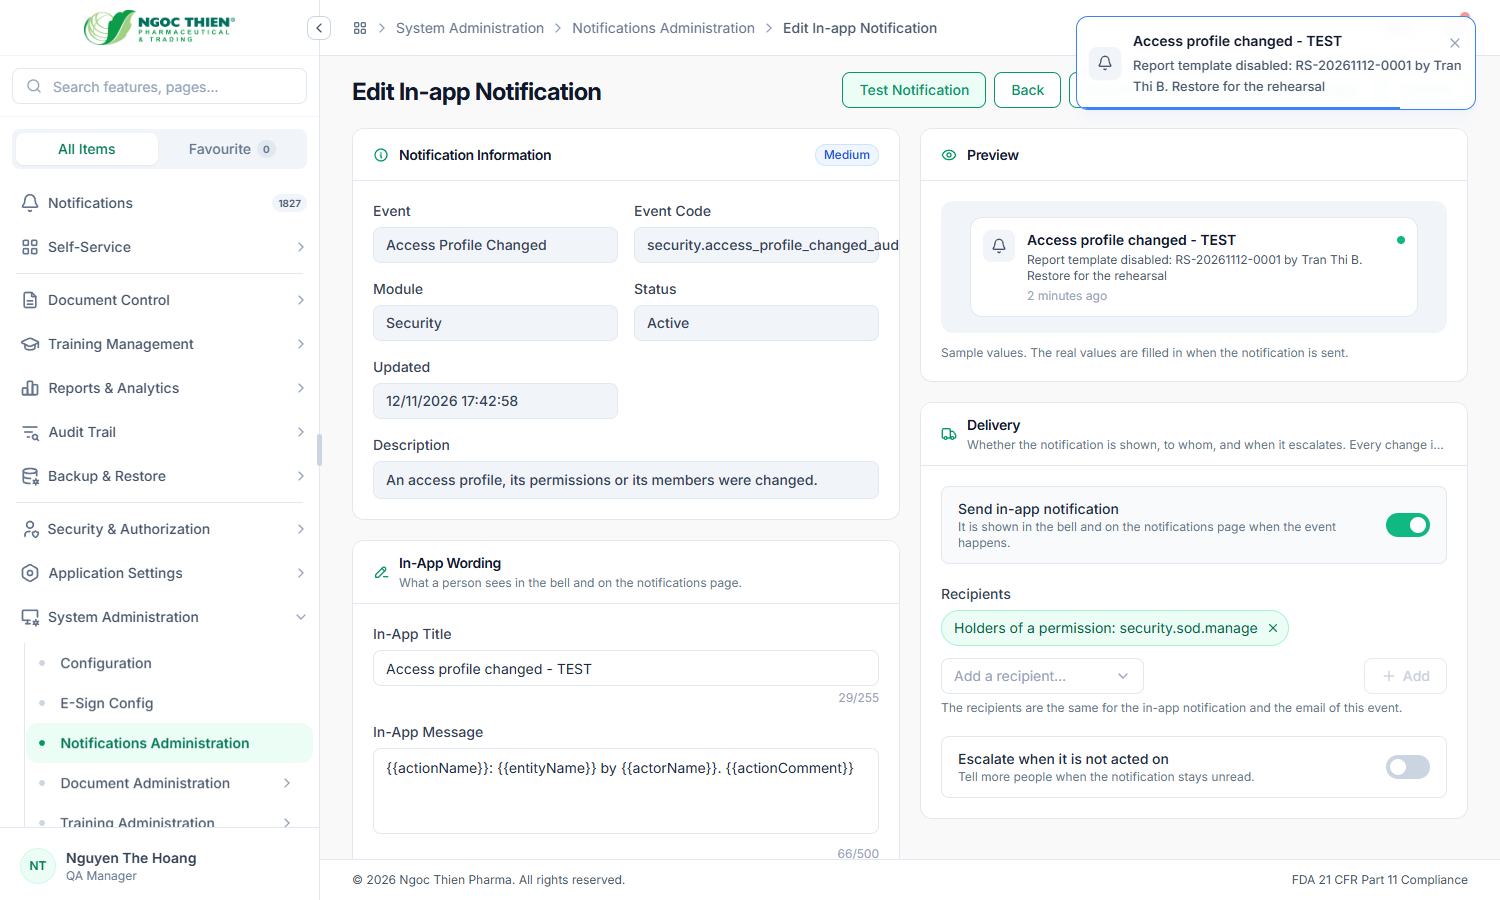 NGOC THIEN®
PHARMACEUTICAL
& TRADING
Search features, pages...
All Items
Favourite 0
Notifications 1827
Self-Service
Document Control
Training Management
Reports & Analytics
Audit Trail
Backup & Restore
Security & Authorization
Application Settings
System Administration
Configuration
E-Sign Config
Notifications Administration
Document Administration
Training Administration
NT
Nguyen The Hoang
QA Manager
System Administration > Notifications Administration > Edit In-app Notification
Edit In-app Notification
Test Notification
Back
Access profile changed - TEST
Report template disabled: RS-20261112-0001 by Tran
Thi B. Restore for the rehearsal
Notification Information
Medium
Event
Access Profile Changed
Event Code
security.access_profile_changed_aud
Module
Security
Status
Active
Updated
12/11/2026 17:42:58
Description
An access profile, its permissions or its members were changed.
In-App Wording
What a person sees in the bell and on the notifications page.
In-App Title
Access profile changed - TEST
29/255
In-App Message
{{actionName}}: {{entityName}} by {{actorName}}. {{actionComment}}
66/500
Preview
Access profile changed - TEST
Report template disabled: RS-20261112-0001 by Tran Thi B.
Restore for the rehearsal
2 minutes ago
Sample values. The real values are filled in when the notification is sent.
Delivery
Whether the notification is shown, to whom, and when it escalates. Every change i...
Send in-app notification
It is shown in the bell and on the notifications page when the event
happens.
Recipients
Holders of a permission: security.sod.manage
Add a recipient...
Add
The recipients are the same for the in-app notification and the email of this event.
Escalate when it is not acted on
Tell more people when the notification stays unread.
© 2026 Ngoc Thien Pharma. All rights reserved.
FDA 21 CFR Part 11 Compliance